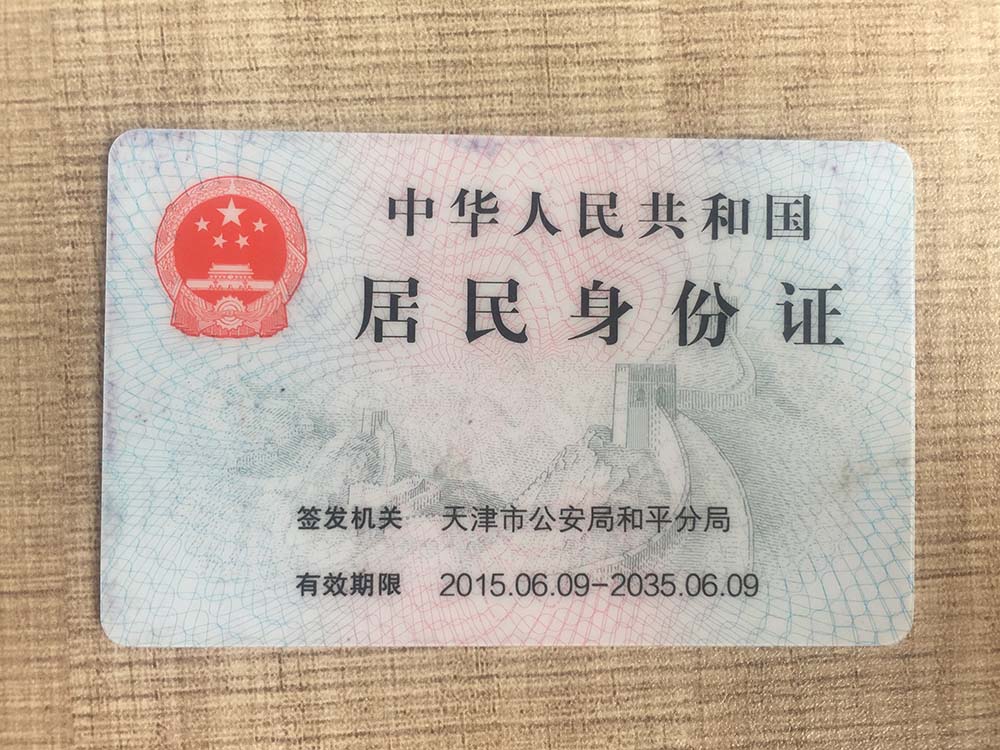 中华人民共和国
居民身份证
签发机关 天津市公安局和平分局
有效期限 2015.06.09-2035.06.09